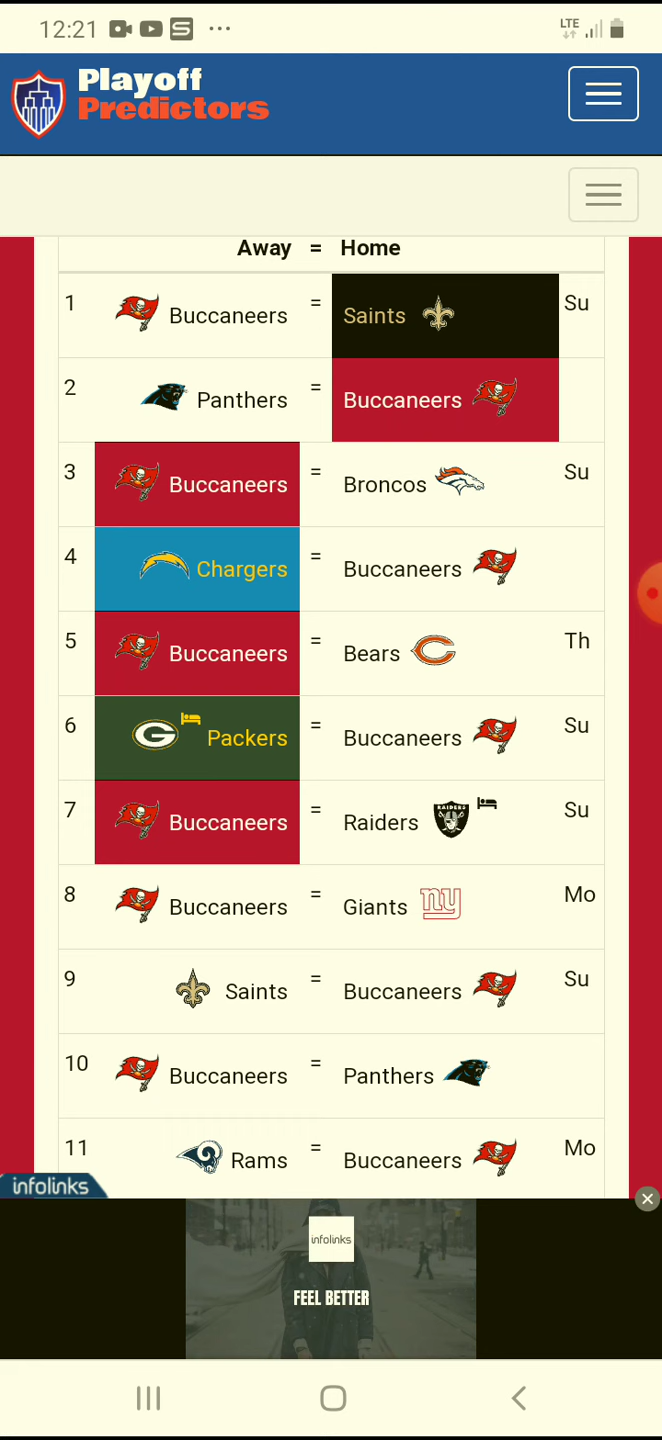 12:21 S ... LTE
Playoff
Predictors
Away = Home
1 Buccaneers = Saints Su
2 Panthers = Buccaneers
3 Buccaneers = Broncos Su
4 Chargers = Buccaneers
5 Buccaneers = Bears Th
6 G Packers = Buccaneers Su
7 Buccaneers = Raiders RAIDERS Su
8 Buccaneers = Giants ny Mo
9 Saints = Buccaneers Su
10 Buccaneers = Panthers
11 Rams = Buccaneers Mo
infolinks
infolinks
FEEL BETTER